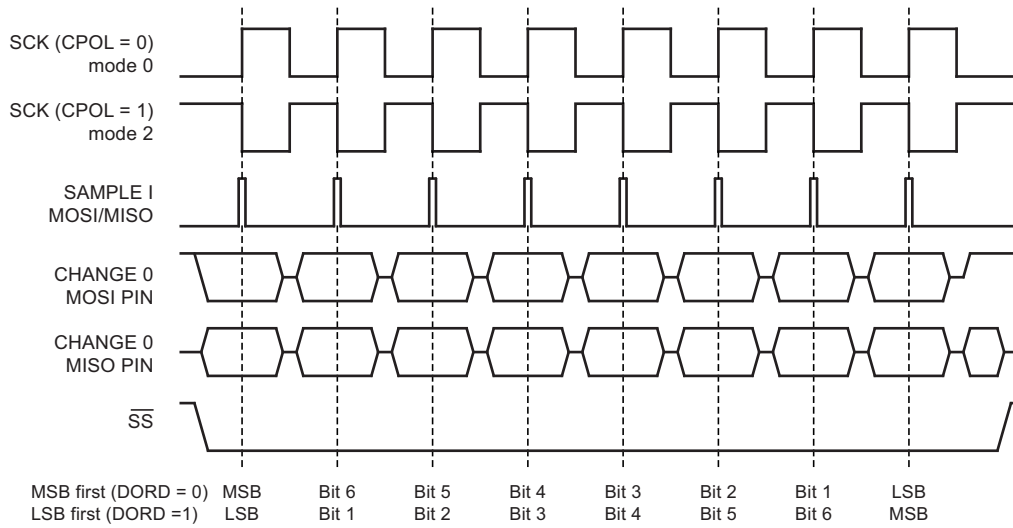 SCK (CPOL = 0)
mode 0
SCK (CPOL = 1)
mode 2
SAMPLE I
MOSI/MISO
CHANGE 0
MOSI PIN
CHANGE 0
MISO PIN
SS
MSB first (DORD = 0) MSB Bit 6 Bit 5 Bit 4 Bit 3 Bit 2 Bit 1 LSB
LSB first (DORD =1) LSB Bit 1 Bit 2 Bit 3 Bit 4 Bit 5 Bit 6 MSB